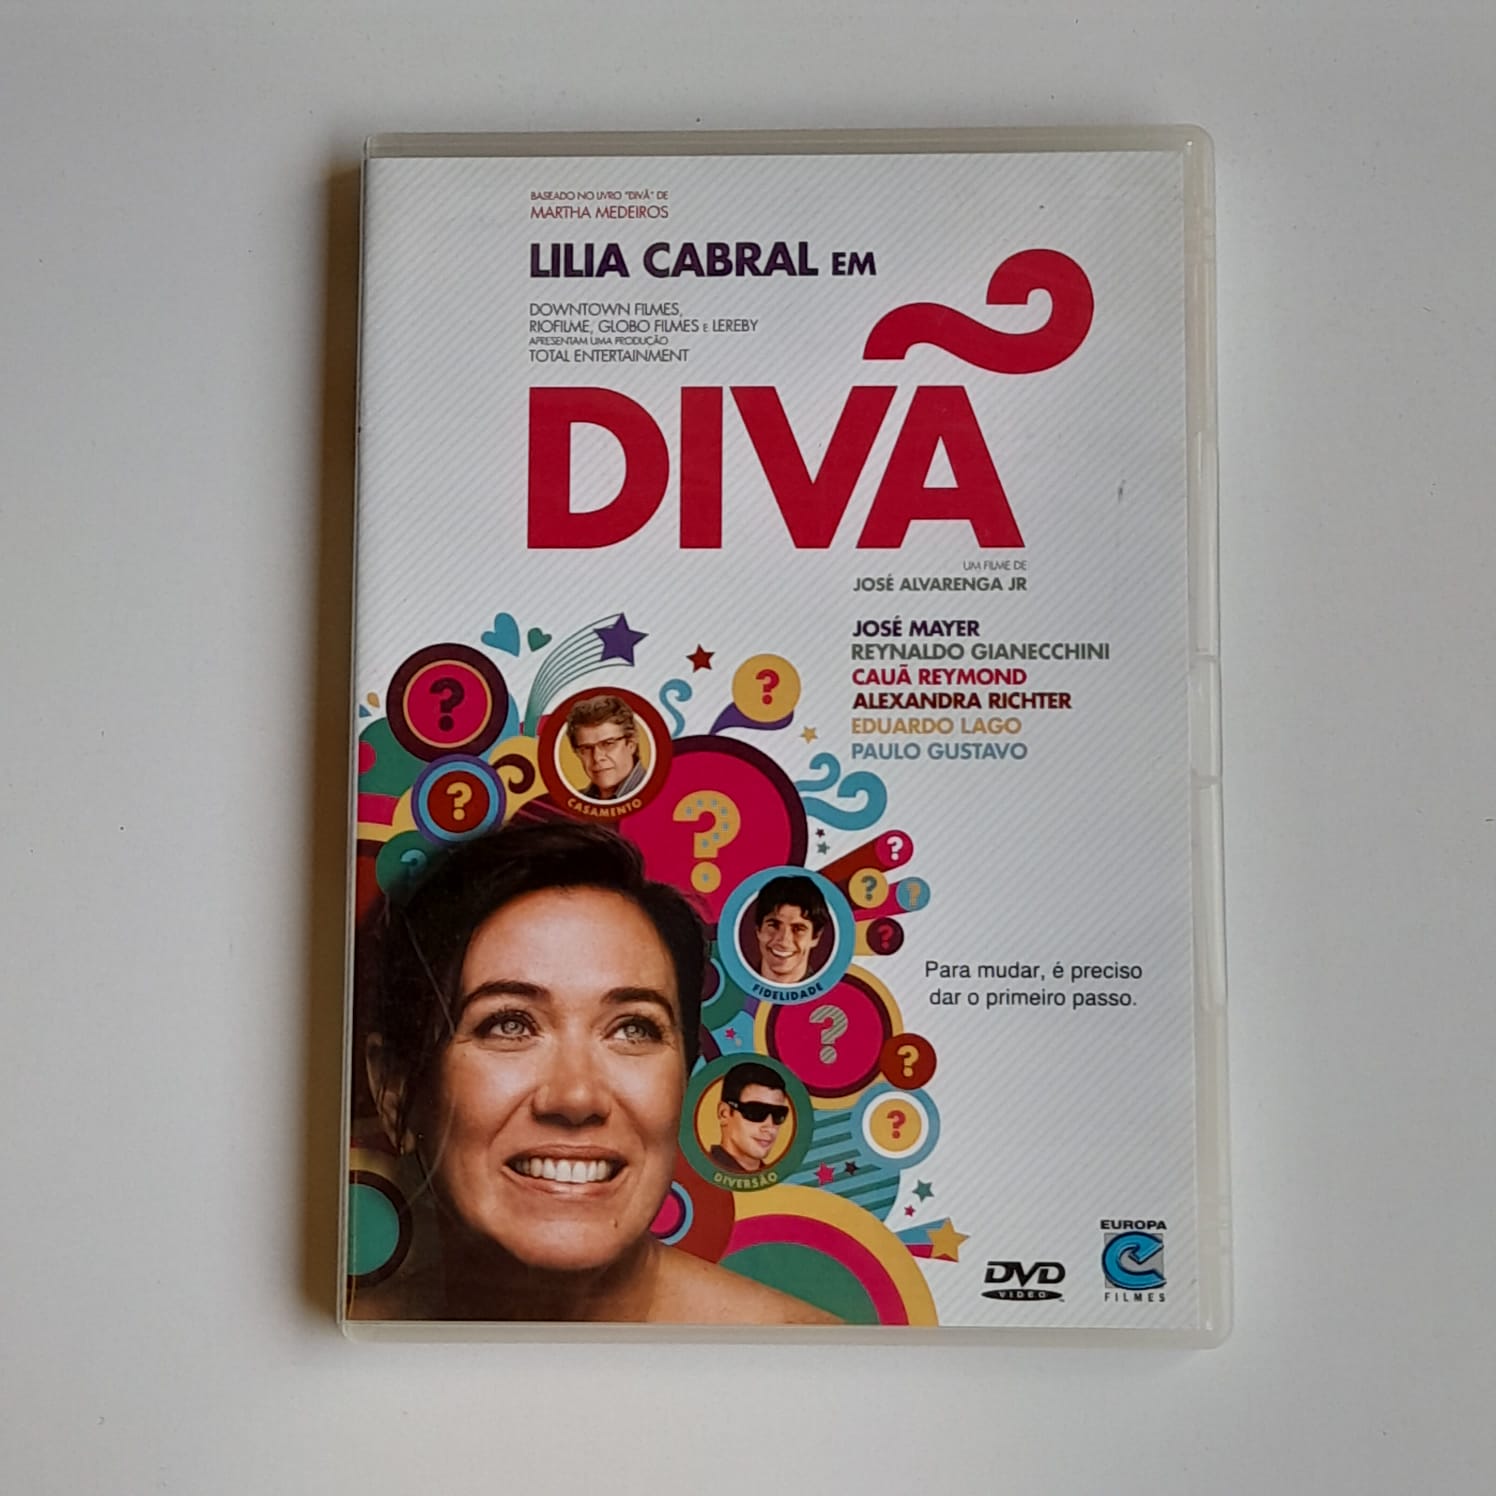 BASEADO NO LIVRO "DIVÃ" DE
MARTHA MEDEIROS
LILIA CABRAL EM
DOWNTOWN FILMES,
RIOFILME, GLOBO FILMES E LEREBY
APRESENTAM UMA PRODUÇÃO
TOTAL ENTERTAINMENT
DIVÃ
UM FILME DE
JOSÉ ALVARENGA JR
JOSÉ MAYER
REYNALDO GIANECCHINI
CAUÃ REYMOND
ALEXANDRA RICHTER
EDUARDO LAGO
PAULO GUSTAVO
?
?
?
?
CASAMENTO
?
?
?
?
?
FIDELIDADE
Para mudar, é preciso
dar o primeiro passo.
?
?
?
DIVERSÃO
DVD
VIDEO
EUROPA
FILMES